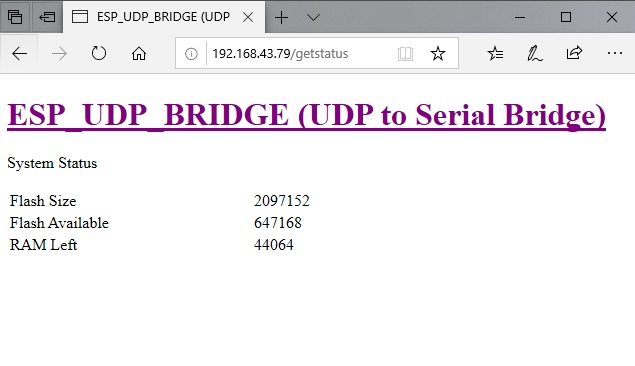 ESP_UDP_BRIDGE (UDP
192.168.43.79/getstatus
ESP_UDP_BRIDGE (UDP to Serial Bridge)
System Status
Flash Size 2097152
Flash Available 647168
RAM Left 44064